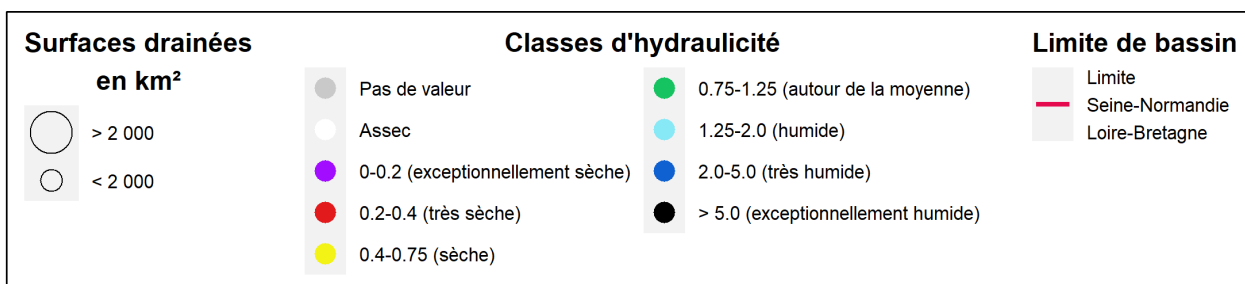 Surfaces drainées
en km²
> 2 000
< 2 000
Classes d'hydraulicité
Pas de valeur
Assec
0-0.2 (exceptionnellement sèche)
0.2-0.4 (très sèche)
0.4-0.75 (sèche)
0.75-1.25 (autour de la moyenne)
1.25-2.0 (humide)
2.0-5.0 (très humide)
> 5.0 (exceptionnellement humide)
Limite de bassin
Limite
Seine-Normandie
Loire-Bretagne